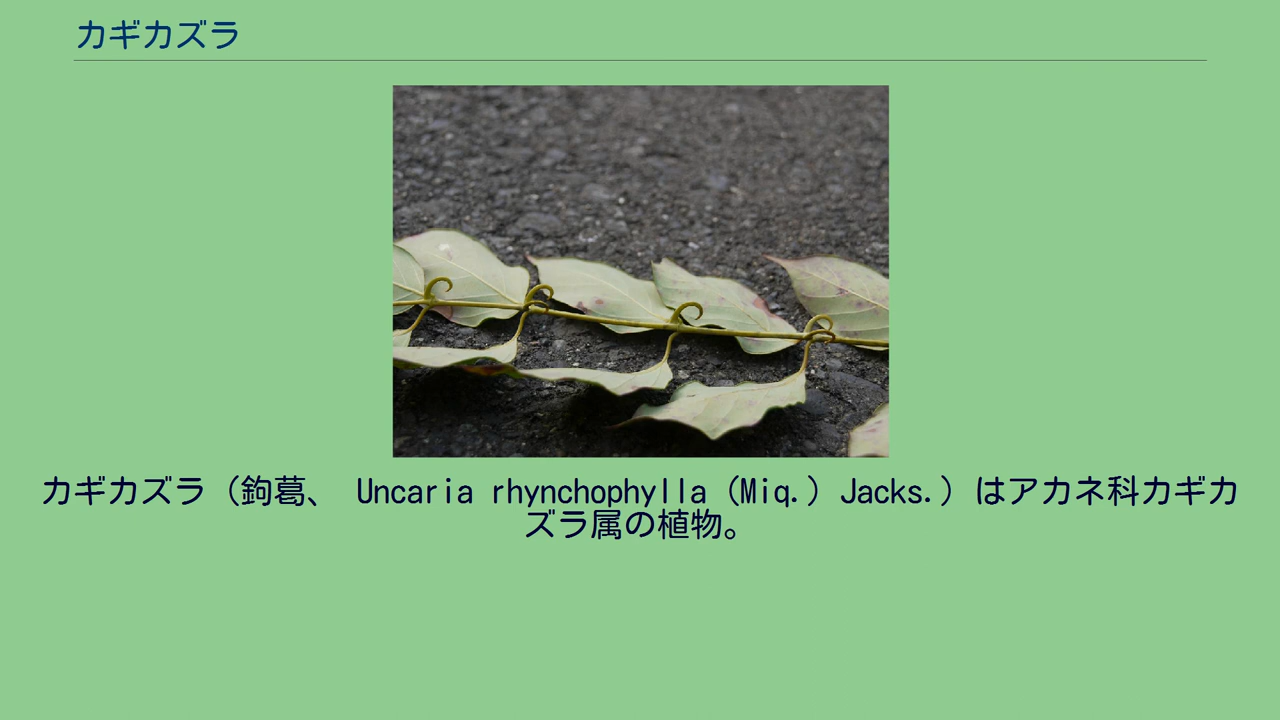 カギカズラ
カギカズラ（鉤葛、 Uncaria rhynchophylla（Miq.）Jacks.）はアカネ科カギカ
ズラ属の植物。